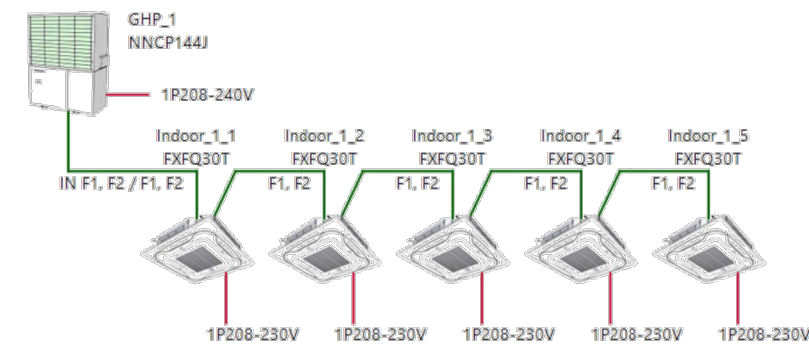 GHP_1
NNCP144J
1P208-240V
Indoor_1_1
FXFQ30T
Indoor_1_2
FXFQ30T
Indoor_1_3
FXFQ30T
Indoor_1_4
FXFQ30T
Indoor_1_5
FXFQ30T
IN F1, F2 / F1, F2
F1, F2
F1, F2
F1, F2
F1, F2
1P208-230V
1P208-230V
1P208-230V
1P208-230V
1P208-230V